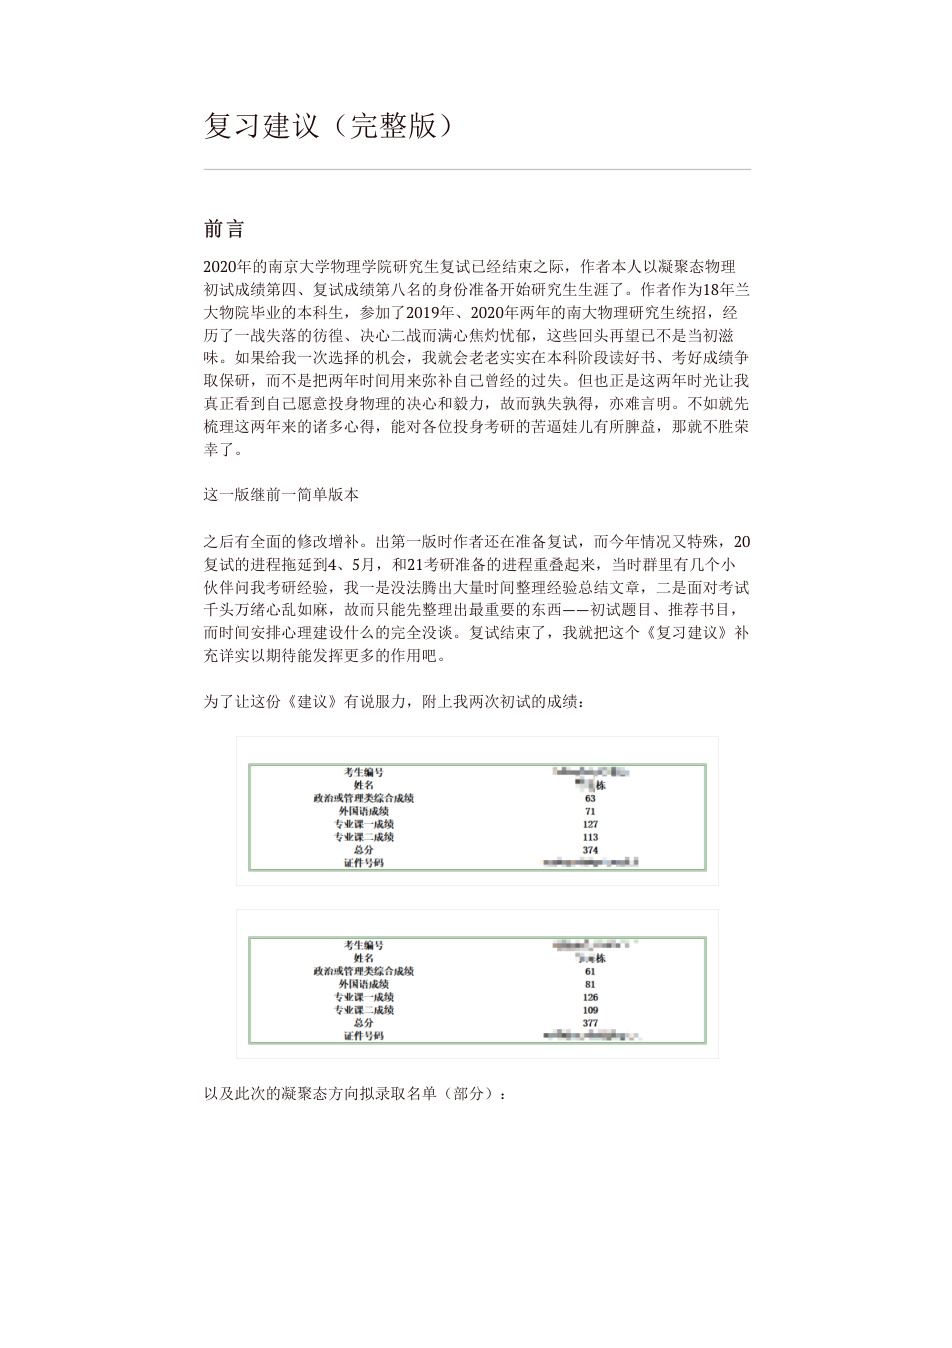 复习建议（完整版）
前言
2020年的南京大学物理学院研究生复试已经结束之际，作者本人以凝聚态物理
初试成绩第四、复试成绩第八名的身份准备开始研究生生涯了。作者作为18年兰
大物院毕业的本科生，参加了2019年、2020年两年的南大物理研究生统招，经
历了一战失落的彷徨、决心二战而满心焦灼忧郁，这些回头再望已不是当初滋
味。如果给我一次选择的机会，我就会老老实实在本科阶段读好书、考好成绩争
取保研，而不是把两年时间用来弥补自己曾经的过失。但也正是这两年时光让我
真正看到自己愿意投身物理的决心和毅力，故而孰失孰得，亦难言明。不如就先
梳理这两年来的诸多心得，能对各位投身考研的苦逼娃儿有所脾益，那就不胜荣
幸了。
这一版继前一简单版本
之后有全面的修改增补。出第一版时作者还在准备复试，而今年情况又特殊，20
复试的进程拖延到4、5月，和21考研准备的进程重叠起来，当时群里有几个小
伙伴问我考研经验，我一是没法腾出大量时间整理经验总结文章，二是面对考试
千头万绪心乱如麻，故而只能先整理出最重要的东西——初试题目、推荐书目，
而时间安排心理建设什么的完全没谈。复试结束了，我就把这个《复习建议》补
充详实以期待能发挥更多的作用吧。
为了让这份《建议》有说服力，附上我两次初试的成绩：
考生编号
姓名 栋
政治或管理类综合成绩 63
外国语成绩 71
专业课一成绩 127
专业课二成绩 113
总分 374
证件号码
考生编号
姓名 栋
政治或管理类综合成绩 61
外国语成绩 81
专业课一成绩 126
专业课二成绩 109
总分 377
证件号码
以及此次的凝聚态方向拟录取名单（部分）：